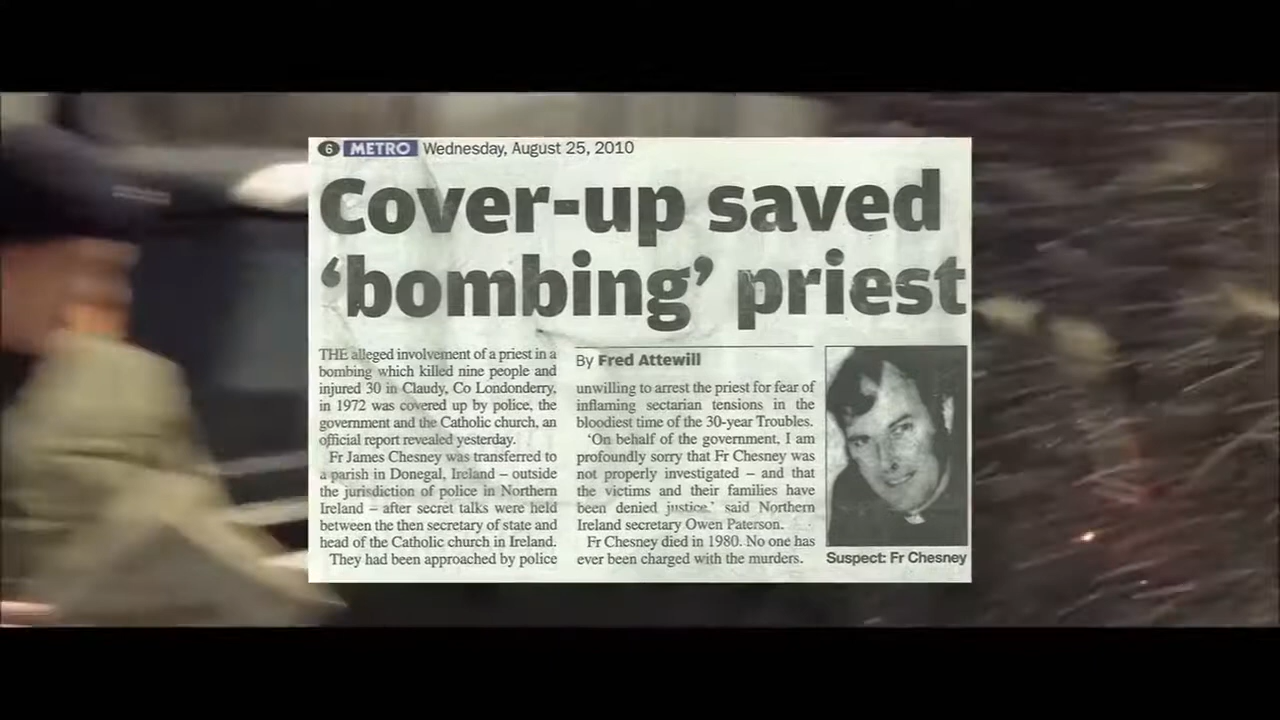 6 METRO Wednesday, August 25, 2010
Cover-up saved
‘bombing’ priest
THE alleged involvement of a priest in a
bombing which killed nine people and
injured 30 in Claudy, Co Londonderry,
in 1972 was covered up by police, the
government and the Catholic church, an
official report revealed yesterday.
Fr James Chesney was transferred to
a parish in Donegal, Ireland – outside
the jurisdiction of police in Northern
Ireland – after secret talks were held
between the then secretary of state and
head of the Catholic church in Ireland.
They had been approached by police
By Fred Attewill
unwilling to arrest the priest for fear of
inflaming sectarian tensions in the
bloodiest time of the 30-year Troubles.
‘On behalf of the government, I am
profoundly sorry that Fr Chesney was
not properly investigated – and that
the victims and their families have
been denied justice,’ said Northern
Ireland secretary Owen Paterson.
Fr Chesney died in 1980. No one has
ever been charged with the murders.
Suspect: Fr Chesney